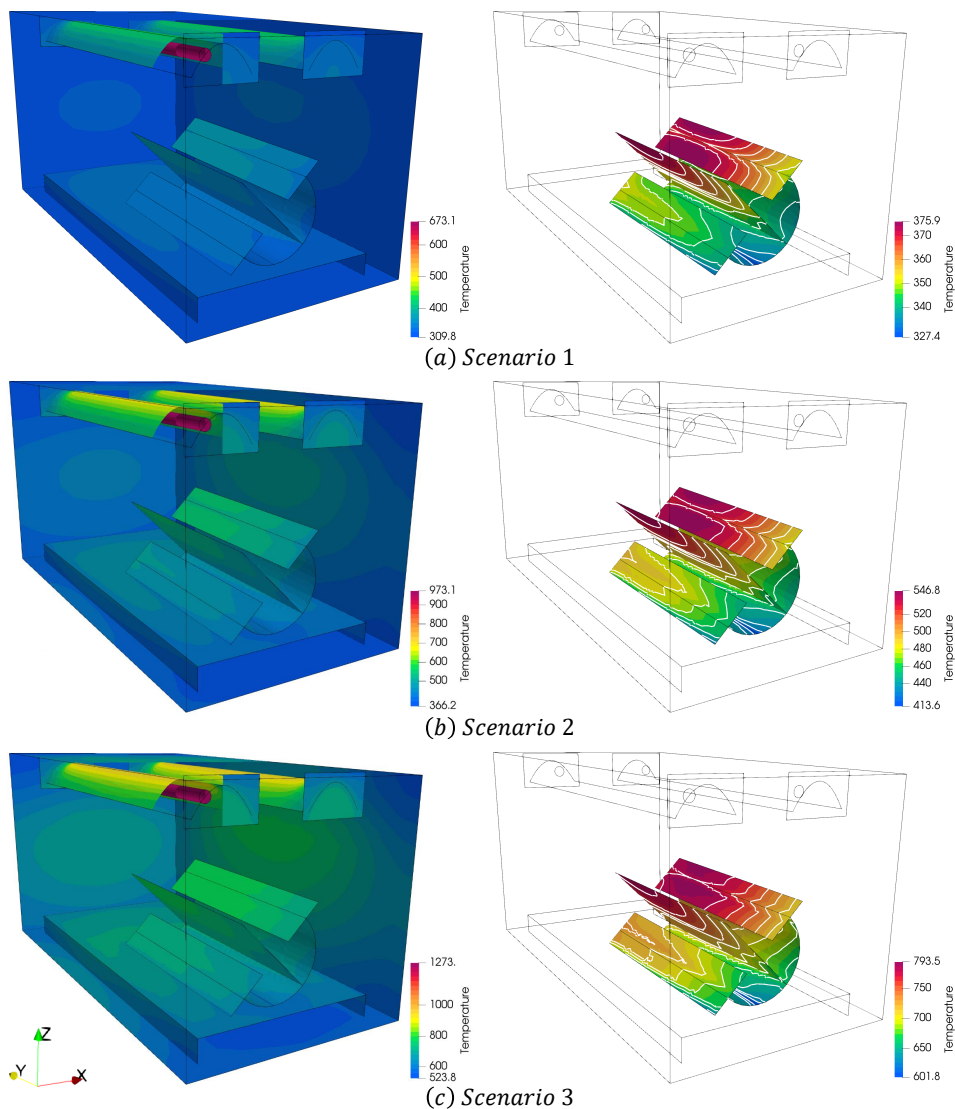 673.1
600
500
400
309.8
Temperature
375.9
370
360
350
340
327.4
Temperature
(a) Scenario 1
973.1
900
800
700
600
500
366.2
Temperature
546.8
520
500
480
460
440
413.6
Temperature
(b) Scenario 2
1273.
1000
800
600
523.8
Temperature
793.5
750
700
650
601.8
Temperature
Z
Y
X
(c) Scenario 3